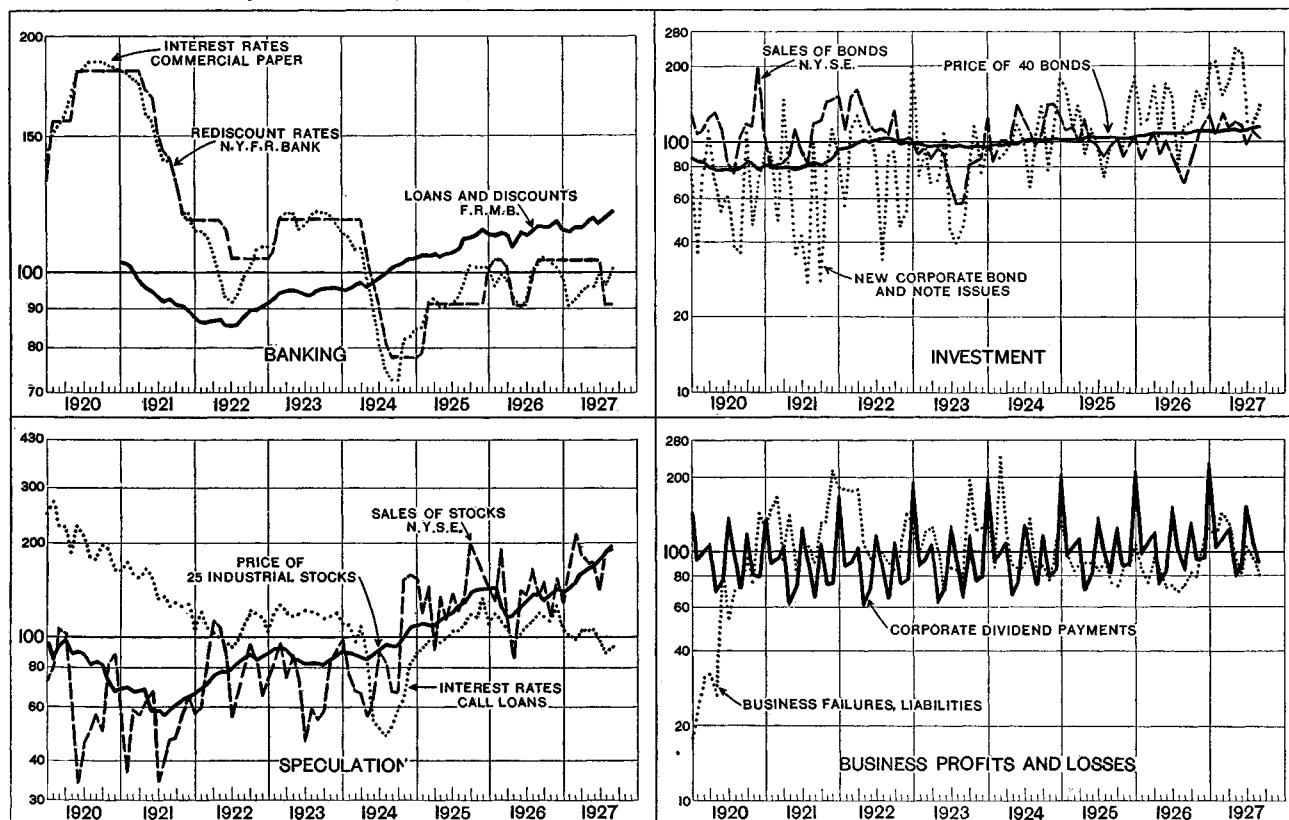 200
150
100
90
80
70
INTEREST RATES
COMMERCIAL PAPER
REDISCOUNT RATES
N.Y.F.R. BANK
LOANS AND DISCOUNTS
F.R.M.B.
BANKING
1920 1921 1922 1923 1924 1925 1926 1927
280
200
100
80
60
40
20
10
SALES OF BONDS
N.Y.S.E.
PRICE OF 40 BONDS
NEW CORPORATE BOND
AND NOTE ISSUES
INVESTMENT
1920 1921 1922 1923 1924 1925 1926 1927
430
300
200
100
80
60
40
30
SALES OF STOCKS
N.Y.S.E.
PRICE OF
25 INDUSTRIAL STOCKS
INTEREST RATES
CALL LOANS
SPECULATION
1920 1921 1922 1923 1924 1925 1926 1927
280
200
100
80
60
40
20
10
CORPORATE DIVIDEND PAYMENTS
BUSINESS FAILURES, LIABILITIES
BUSINESS PROFITS AND LOSSES
1920 1921 1922 1923 1924 1925 1926 1927